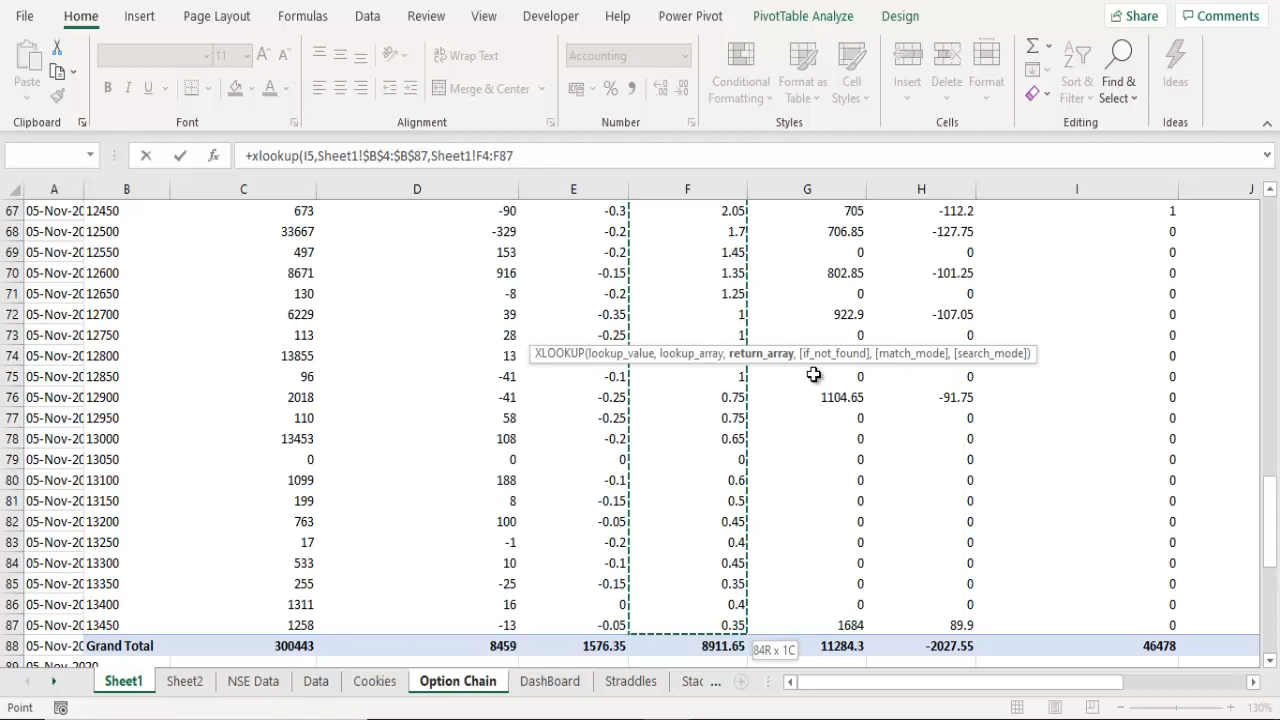 File Home Insert Page Layout Formulas Data Review View Developer Help Power Pivot PivotTable Analyze Design Share Comments
Paste 11 Wrap Text Merge & Center Accounting Conditional Formatting Format as Table Cell Styles Insert Delete Format Sort & Filter Find & Select Ideas
Clipboard Font Alignment Number Styles Cells Editing Ideas
+xlookup(I5,Sheet1!$B$4:$B$87,Sheet1!F4:F87
A B C D E F G H I J
67 05-Nov-20 12450 673 -90 -0.3 2.05 705 -112.2 1
68 05-Nov-20 12500 33667 -329 -0.2 1.7 706.85 -127.75 0
69 05-Nov-20 12550 497 153 -0.2 1.45 0 0 0
70 05-Nov-20 12600 8671 916 -0.15 1.35 802.85 -101.25 0
71 05-Nov-20 12650 130 -8 -0.2 1.25 0 0 0
72 05-Nov-20 12700 6229 39 -0.35 1 922.9 -107.05 0
73 05-Nov-20 12750 113 28 -0.25 1 0 0 0
XLOOKUP(lookup_value, lookup_array, return_array, [if_not_found], [match_mode], [search_mode])
74 05-Nov-20 12800 13855 13 0
75 05-Nov-20 12850 96 -41 -0.1 1 0 0 0
76 05-Nov-20 12900 2018 -41 -0.25 0.75 1104.65 -91.75 0
77 05-Nov-20 12950 110 58 -0.25 0.75 0 0 0
78 05-Nov-20 13000 13453 108 -0.2 0.65 0 0 0
79 05-Nov-20 13050 0 0 0 0 0 0 0
80 05-Nov-20 13100 1099 188 -0.1 0.6 0 0 0
81 05-Nov-20 13150 199 8 -0.15 0.5 0 0 0
82 05-Nov-20 13200 763 100 -0.05 0.45 0 0 0
83 05-Nov-20 13250 17 -1 -0.2 0.4 0 0 0
84 05-Nov-20 13300 533 10 -0.1 0.45 0 0 0
85 05-Nov-20 13350 255 -25 -0.15 0.35 0 0 0
86 05-Nov-20 13400 1311 16 0 0.4 0 0 0
87 05-Nov-20 13450 1258 -13 -0.05 0.35 1684 89.9 0
88 05-Nov-20 Grand Total 300443 8459 1576.35 8911.65 84R x 1C 11284.3 -2027.55 46478
89 05-Nov-2020
Sheet1 Sheet2 NSE Data Data Cookies Option Chain DashBoard Straddles Stac ...
Point 130%